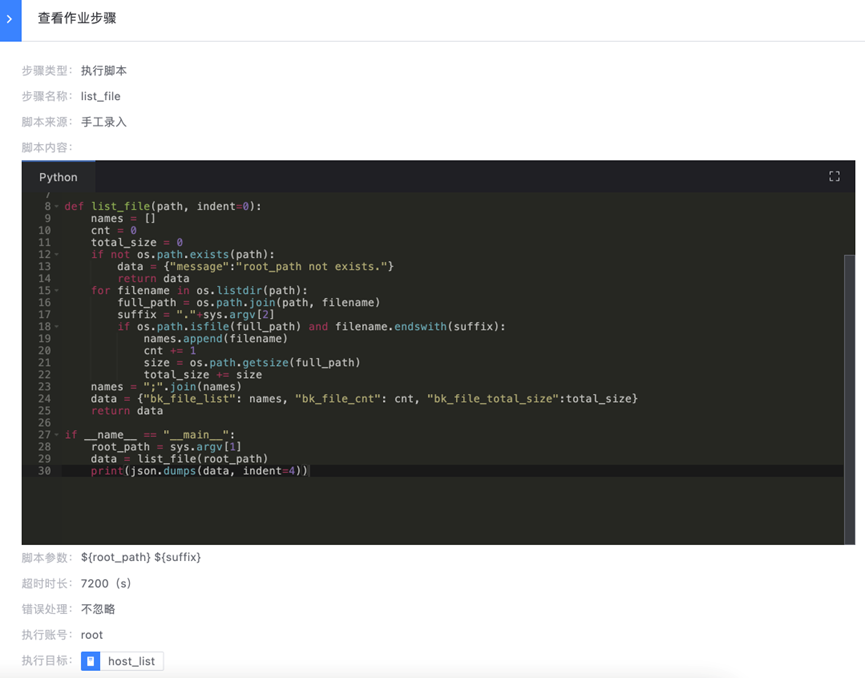 查看作业步骤
步骤类型: 执行脚本
步骤名称: list_file
脚本来源: 手工录入
脚本内容:
Python
7
8 def list_file(path, indent=0):
9     names = []
10     cnt = 0
11     total_size = 0
12     if not os.path.exists(path):
13         data = {"message":"root_path not exists."}
14         return data
15     for filename in os.listdir(path):
16         full_path = os.path.join(path, filename)
17         suffix = "."+sys.argv[2]
18         if os.path.isfile(full_path) and filename.endswith(suffix):
19             names.append(filename)
20             cnt += 1
21             size = os.path.getsize(full_path)
22             total_size += size
23     names = ";".join(names)
24     data = {"bk_file_list": names, "bk_file_cnt": cnt, "bk_file_total_size":total_size}
25     return data
26
27 if __name__ == "__main__":
28     root_path = sys.argv[1]
29     data = list_file(root_path)
30     print(json.dumps(data, indent=4))
脚本参数: ${root_path} ${suffix}
超时时长: 7200（s）
错误处理: 不忽略
执行账号: root
执行目标: host_list